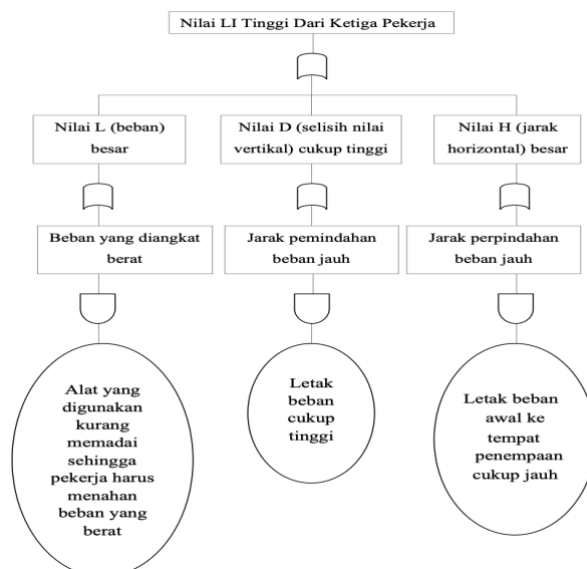 Nilai LI Tinggi Dari Ketiga Pekerja
Nilai L (beban)
besar
Nilai D (selisih nilai
vertikal) cukup tinggi
Nilai H (jarak
horizontal) besar
Beban yang diangkat
berat
Jarak pemindahan
beban jauh
Jarak perpindahan
beban jauh
Alat yang
digunakan
kurang
memadai
sehingga
pekerja harus
menahan
beban yang
berat
Letak
beban
cukup
tinggi
Letak beban
awal ke
tempat
penempaan
cukup jauh